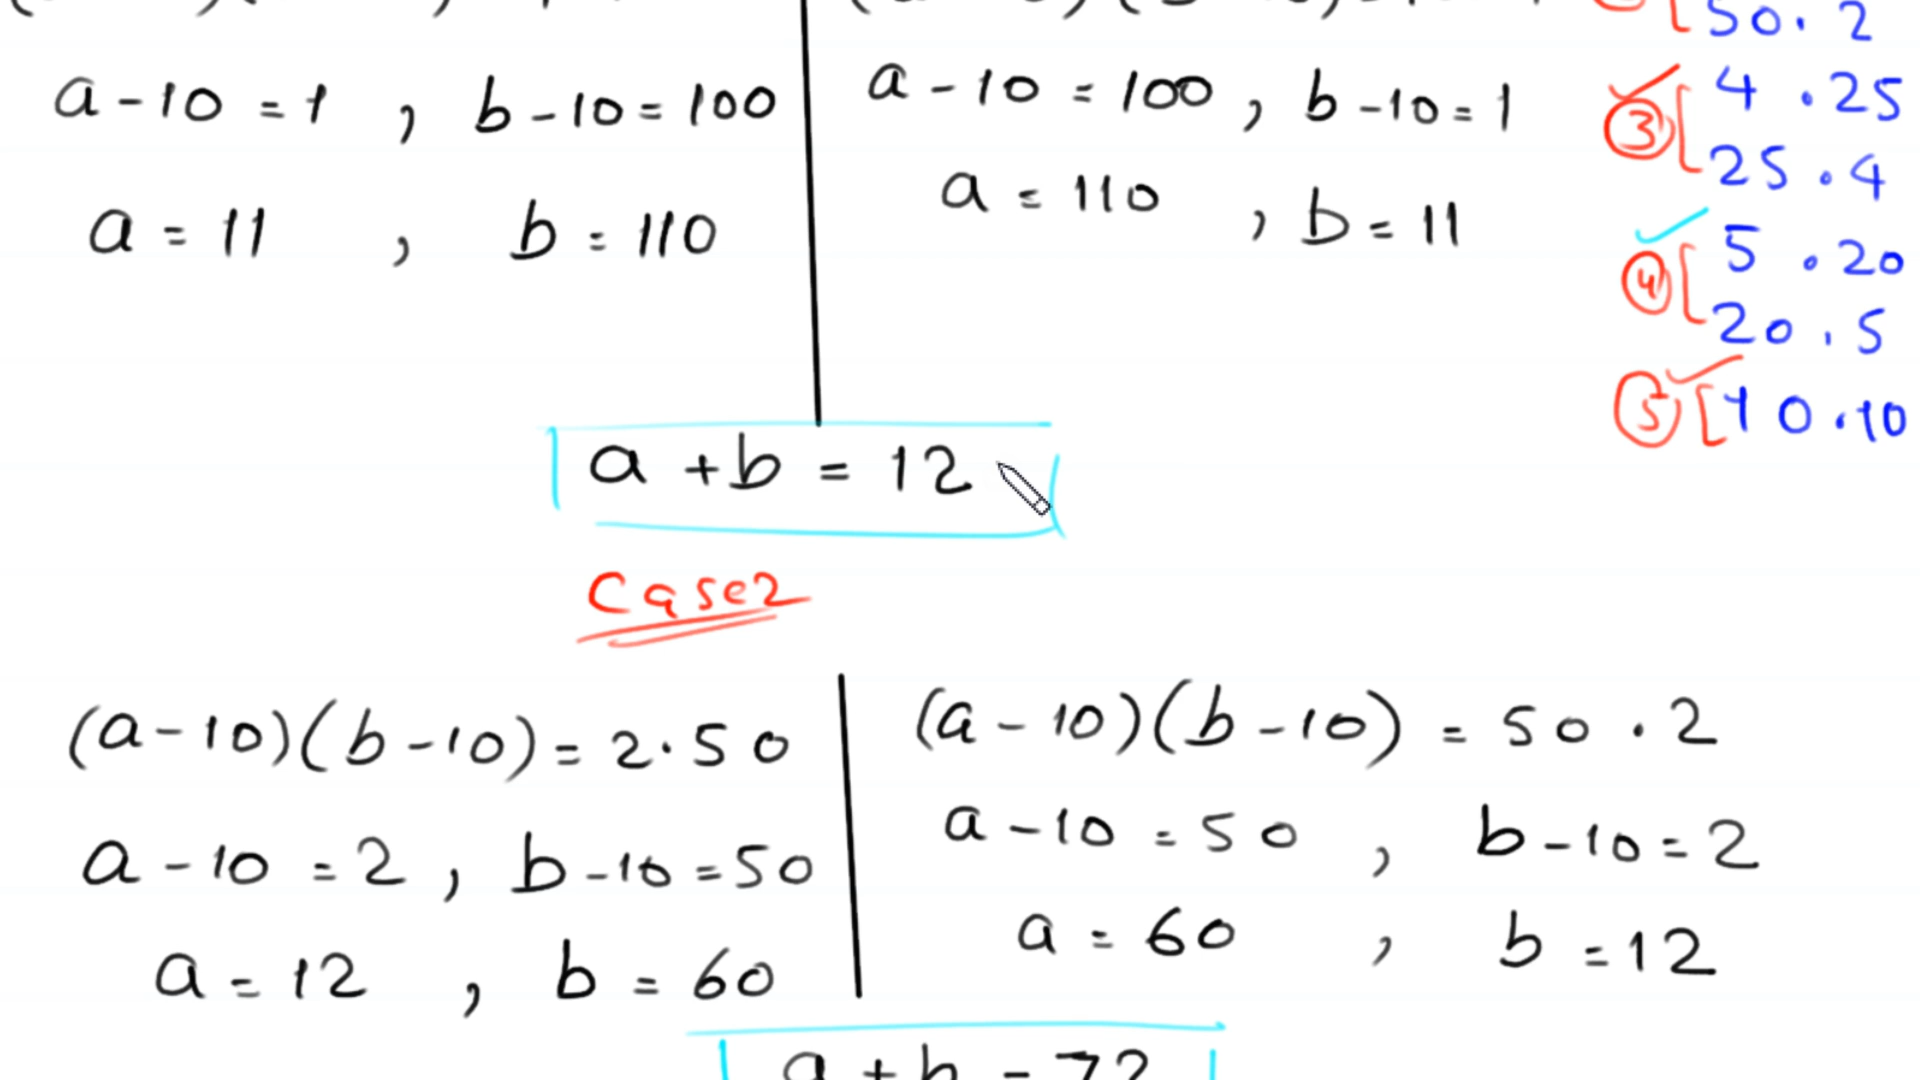 a - 10 = 1 , b - 10 = 100
a = 11 , b = 110
a - 10 = 100 , b - 10 = 1
a = 110 , b = 11
50 . 2
③ [ 4 . 25
25 . 4
④ [ 5 . 20
20 . 5
⑤ [ 10 . 10
a + b = 12
Case2
(a - 10)(b - 10) = 2 . 50
a - 10 = 2 , b - 10 = 50
a = 12 , b = 60
(a - 10)(b - 10) = 50 . 2
a - 10 = 50 , b - 10 = 2
a = 60 , b = 12
a + b = 72